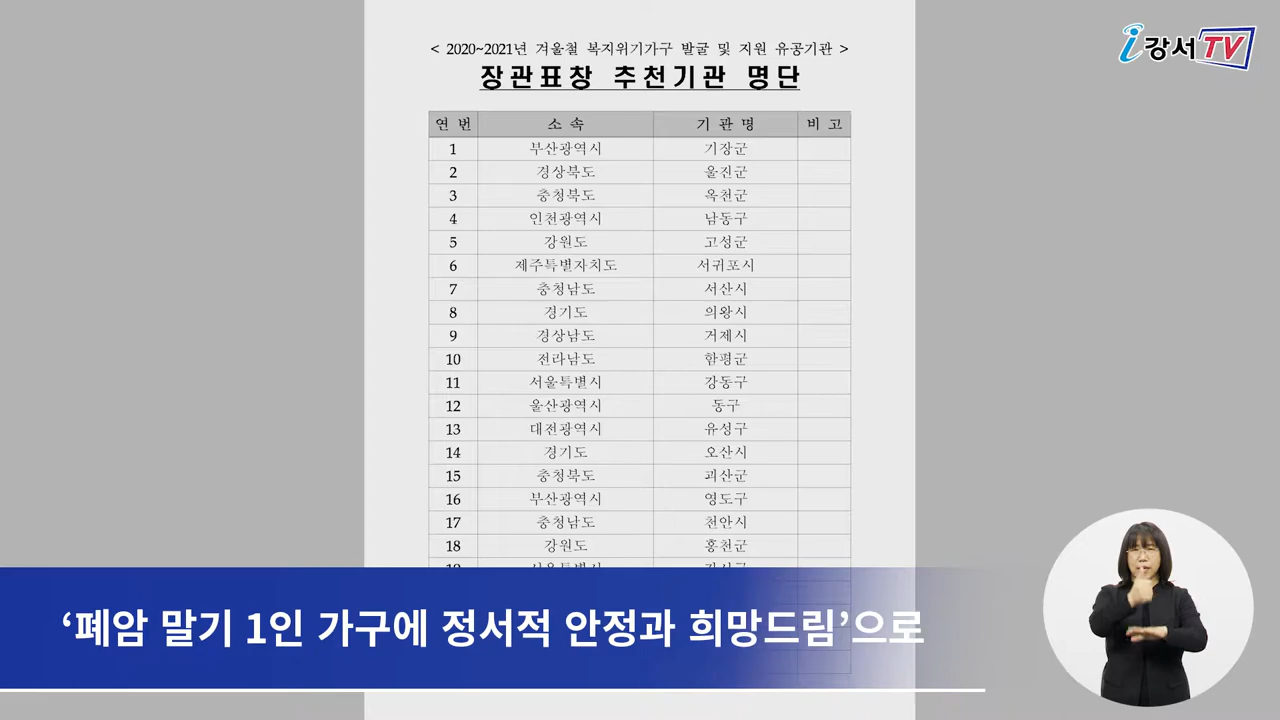 < 2020~2021년 겨울철 복지위기가구 발굴 및 지원 유공기관 >
i강서TV
장관표창 추천기관 명단
연 번 소 속 기 관 명 비 고
1 부산광역시 기장군
2 경상북도 울진군
3 충청북도 옥천군
4 인천광역시 남동구
5 강원도 고성군
6 제주특별자치도 서귀포시
7 충청남도 서산시
8 경기도 의왕시
9 경상남도 거제시
10 전라남도 함평군
11 서울특별시 강동구
12 울산광역시 동구
13 대전광역시 유성구
14 경기도 오산시
15 충청북도 괴산군
16 부산광역시 영도구
17 충청남도 천안시
18 강원도 홍천군
‘폐암 말기 1인 가구에 정서적 안정과 희망드림’으로